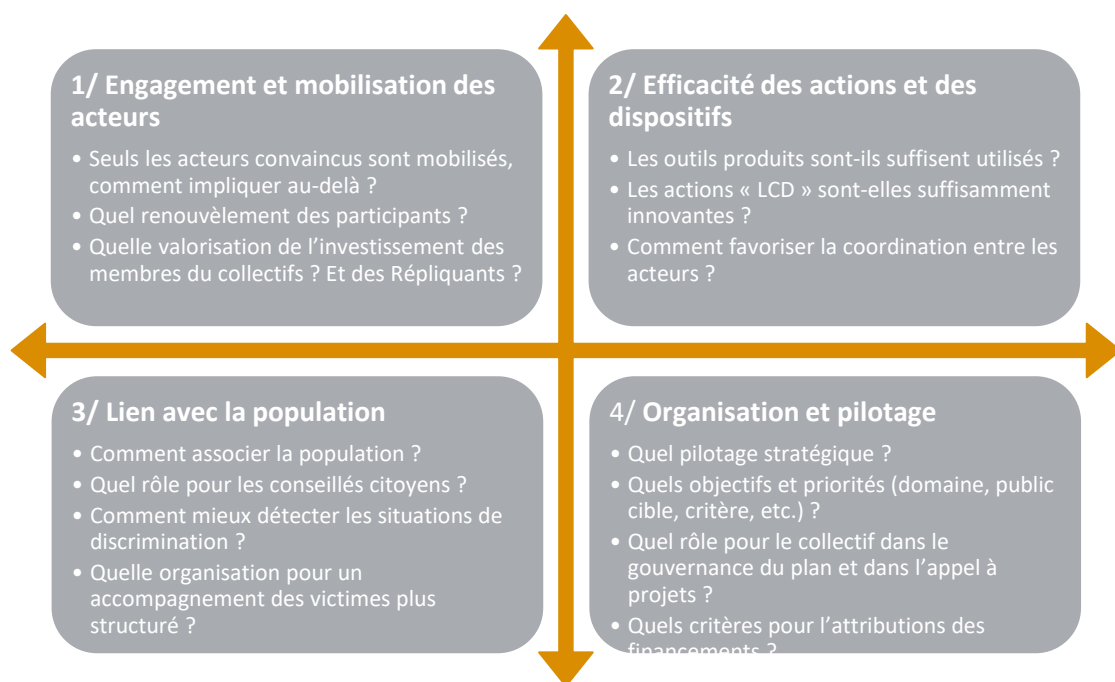 1/ Engagement et mobilisation des
acteurs
• Seuls les acteurs convaincus sont mobilisés,
comment impliquer au-delà ?
• Quel renouvèlement des participants ?
• Quelle valorisation de l’investissement des
membres du collectifs ? Et des Répliquants ?
2/ Efficacité des actions et des
dispositifs
• Les outils produits sont-ils suffisent utilisés ?
• Les actions « LCD » sont-elles suffisamment
innovantes ?
• Comment favoriser la coordination entre les
acteurs ?
3/ Lien avec la population
• Comment associer la population ?
• Quel rôle pour les conseillés citoyens ?
• Comment mieux détecter les situations de
discrimination ?
• Quelle organisation pour un
accompagnement des victimes plus
structuré ?
4/ Organisation et pilotage
• Quel pilotage stratégique ?
• Quels objectifs et priorités (domaine, public
cible, critère, etc.) ?
• Quel rôle pour le collectif dans le
gouvernance du plan et dans l’appel à
projets ?
• Quels critères pour l’attributions des
financements ?